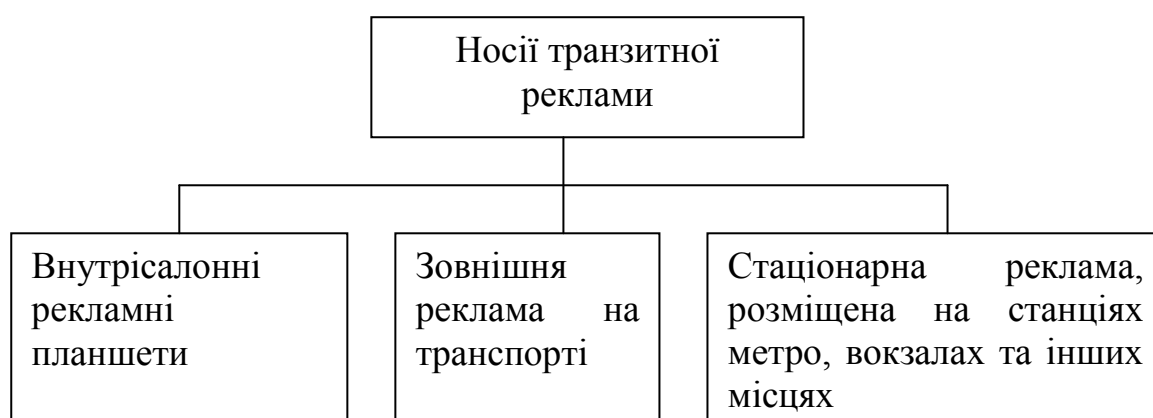 Носії транзитної
реклами
Внутрісалонні
рекламні
планшети
Зовнішня
реклама на
транспорті
Стаціонарна реклама,
розміщена на станціях
метро, вокзалах та інших
місцях